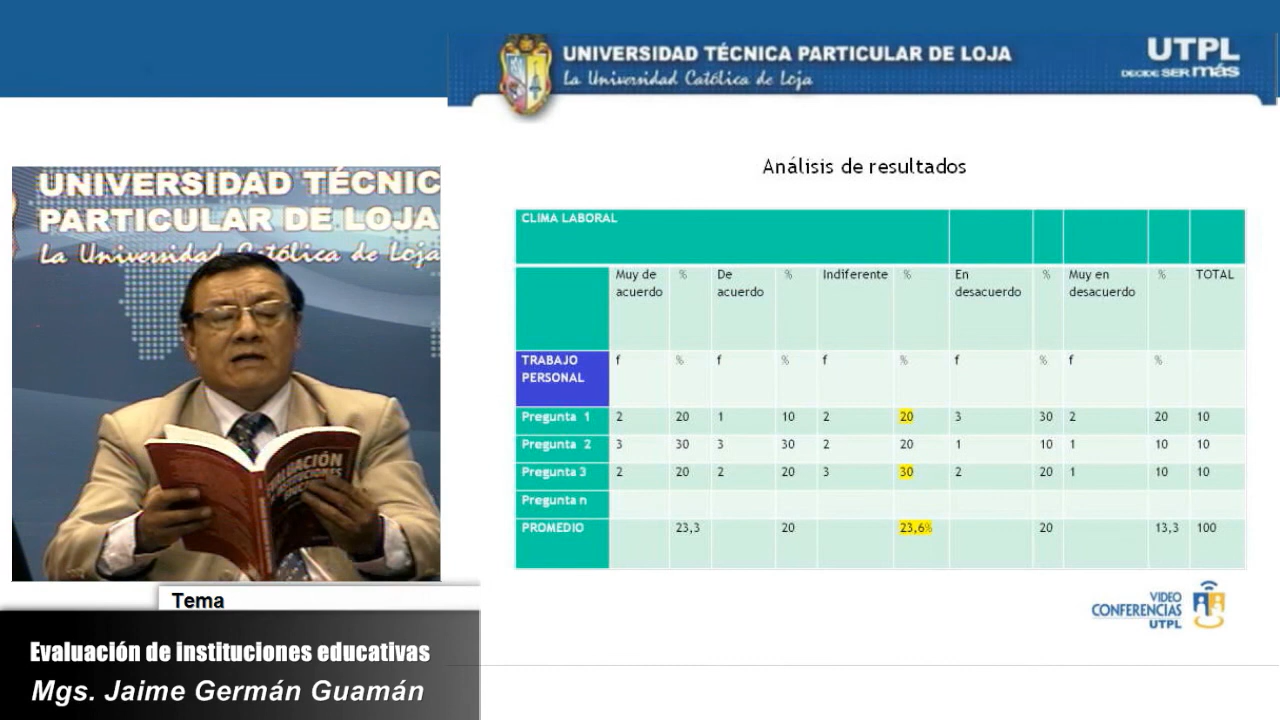 UNIVERSIDAD TÉCNICA PARTICULAR DE LOJA
La Universidad Católica de Loja
UTPL
DECIDE SER más
UNIVERSIDAD TÉCNIC
PARTICULAR DE LOJA
La Universidad Católica de Loja
EVALUACIÓN
INSTITUCIONES
Análisis de resultados
CLIMA LABORAL
Muy de acuerdo % De acuerdo % Indiferente % En desacuerdo % Muy en desacuerdo % TOTAL
TRABAJO PERSONAL f % f % f % f % f %
Pregunta 1 2 20 1 10 2 20 3 30 2 20 10
Pregunta 2 3 30 3 30 2 20 1 10 1 10 10
Pregunta 3 2 20 2 20 3 30 2 20 1 10 10
Pregunta n
PROMEDIO 23,3 20 23,6% 20 13,3 100
VIDEO
CONFERENCIAS
UTPL
Tema
Evaluación de instituciones educativas
Mgs. Jaime Germán Guamán